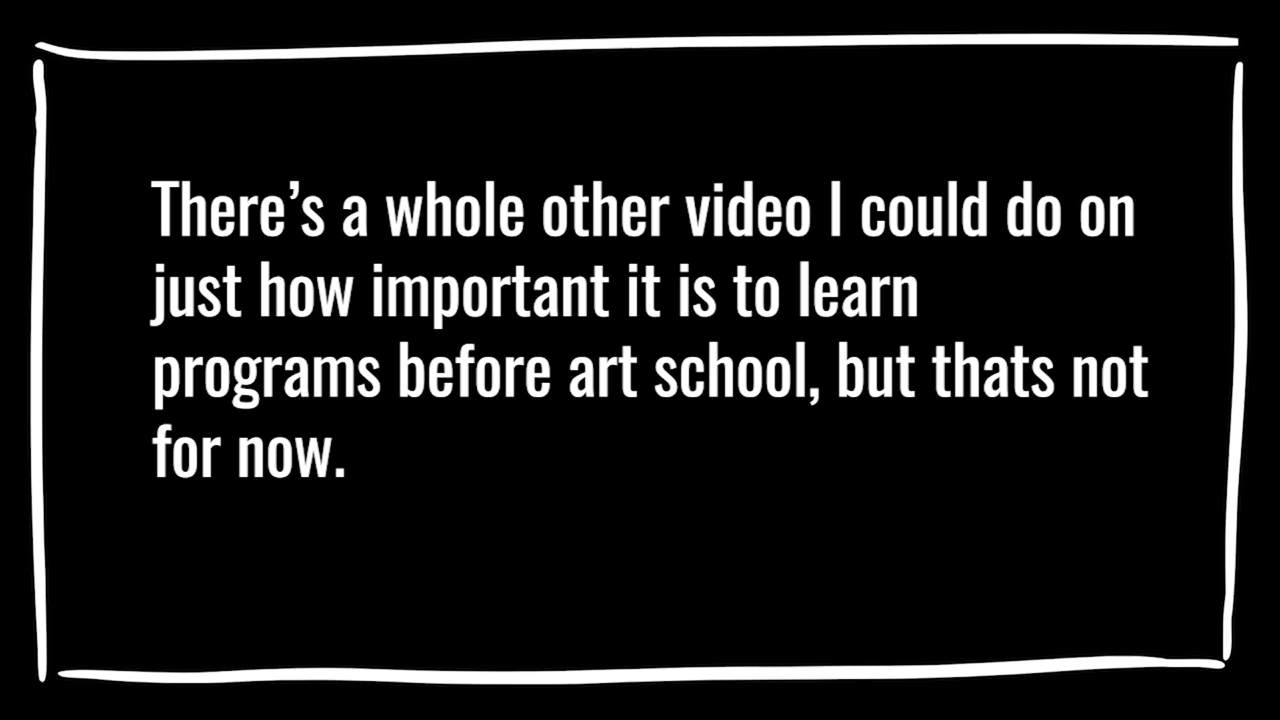 There’s a whole other video I could do on
just how important it is to learn
programs before art school, but thats not
for now.